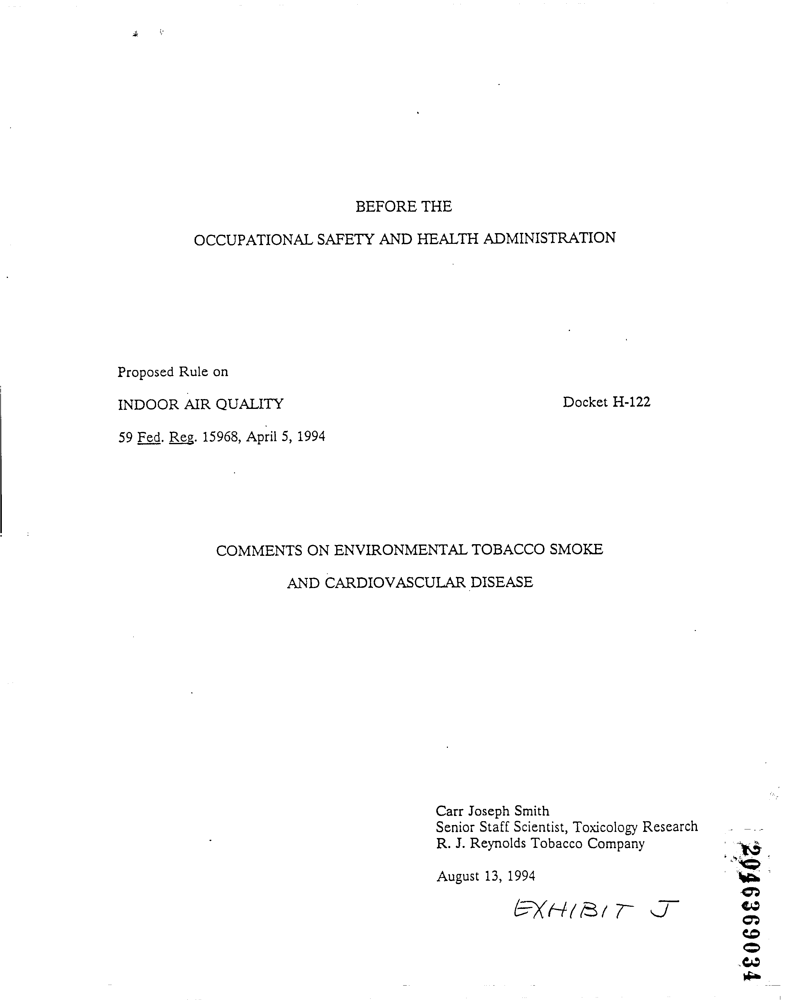 BEFORE THE
OCCUPATIONAL SAFETY AND HEALTH ADMINISTRATION
Proposed Rule on
INDOOR AIR QUALITY Docket H-122
59 Fed. Reg. 15968, April 5, 1994
COMMENTS ON ENVIRONMENTAL TOBACCO SMOKE
AND CARDIOVASCULAR DISEASE
Carr Joseph Smith
Senior Staff Scientist, Toxicology Research
R. J. Reynolds Tobacco Company
August 13, 1994
EXHIBIT J
2046369034